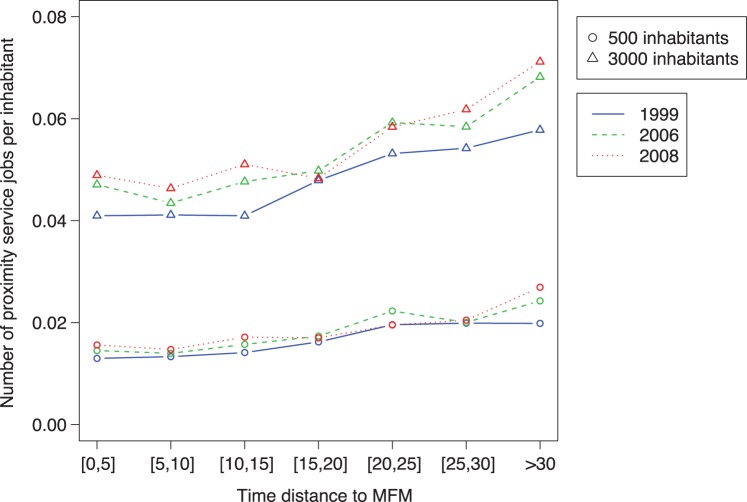 Number of proximity service jobs per inhabitant
0.08
0.06
0.04
0.02
0.00
[0,5] [5,10] [10,15] [15,20] [20,25] [25,30] >30
Time distance to MFM
500 inhabitants
3000 inhabitants
1999
2006
2008